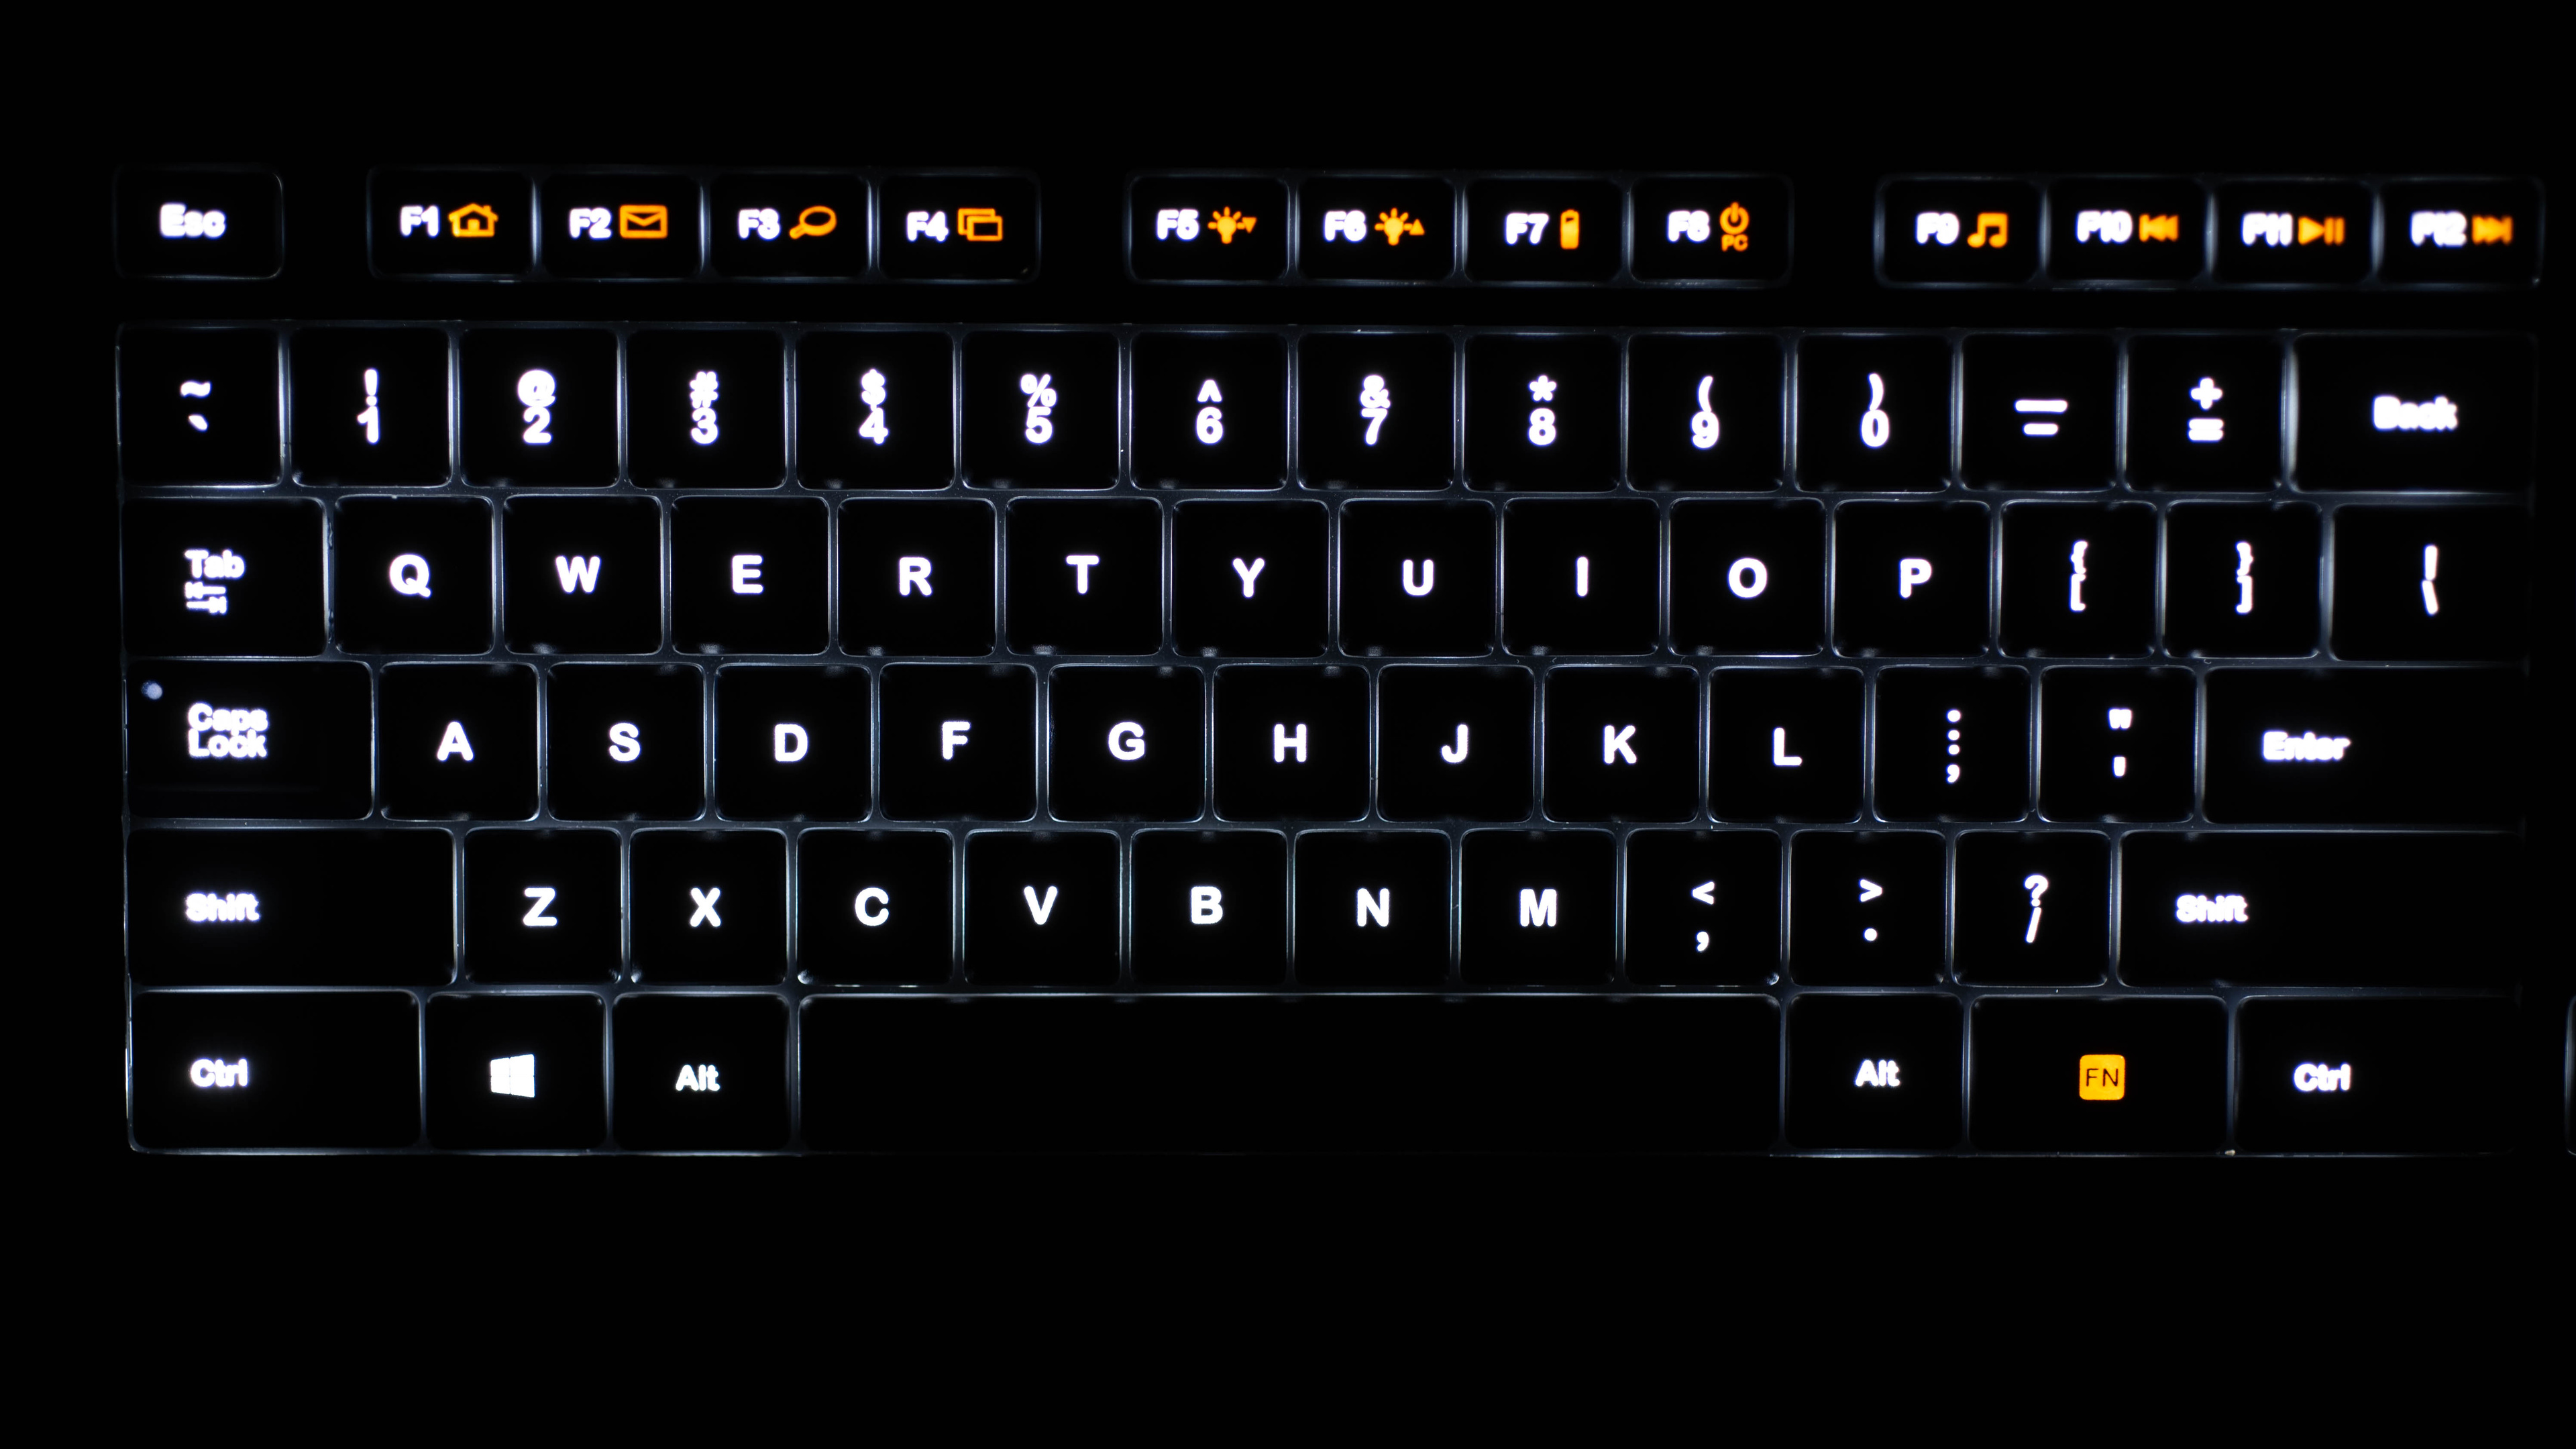 Esc F1 F2 F3 F4 F5 F6 F7 F8 PC F9 F10 F11 F12
~ ! @ # $ % ^ & * ( ) _ +
` 1 2 3 4 5 6 7 8 9 0 - = Back
Tab Q W E R T Y U I O P { } |
[ ] \
Caps Lock A S D F G H J K L : "
; ' Enter
Shift Z X C V B N M < > ? Shift
, . /
Ctrl Alt Alt FN Ctrl